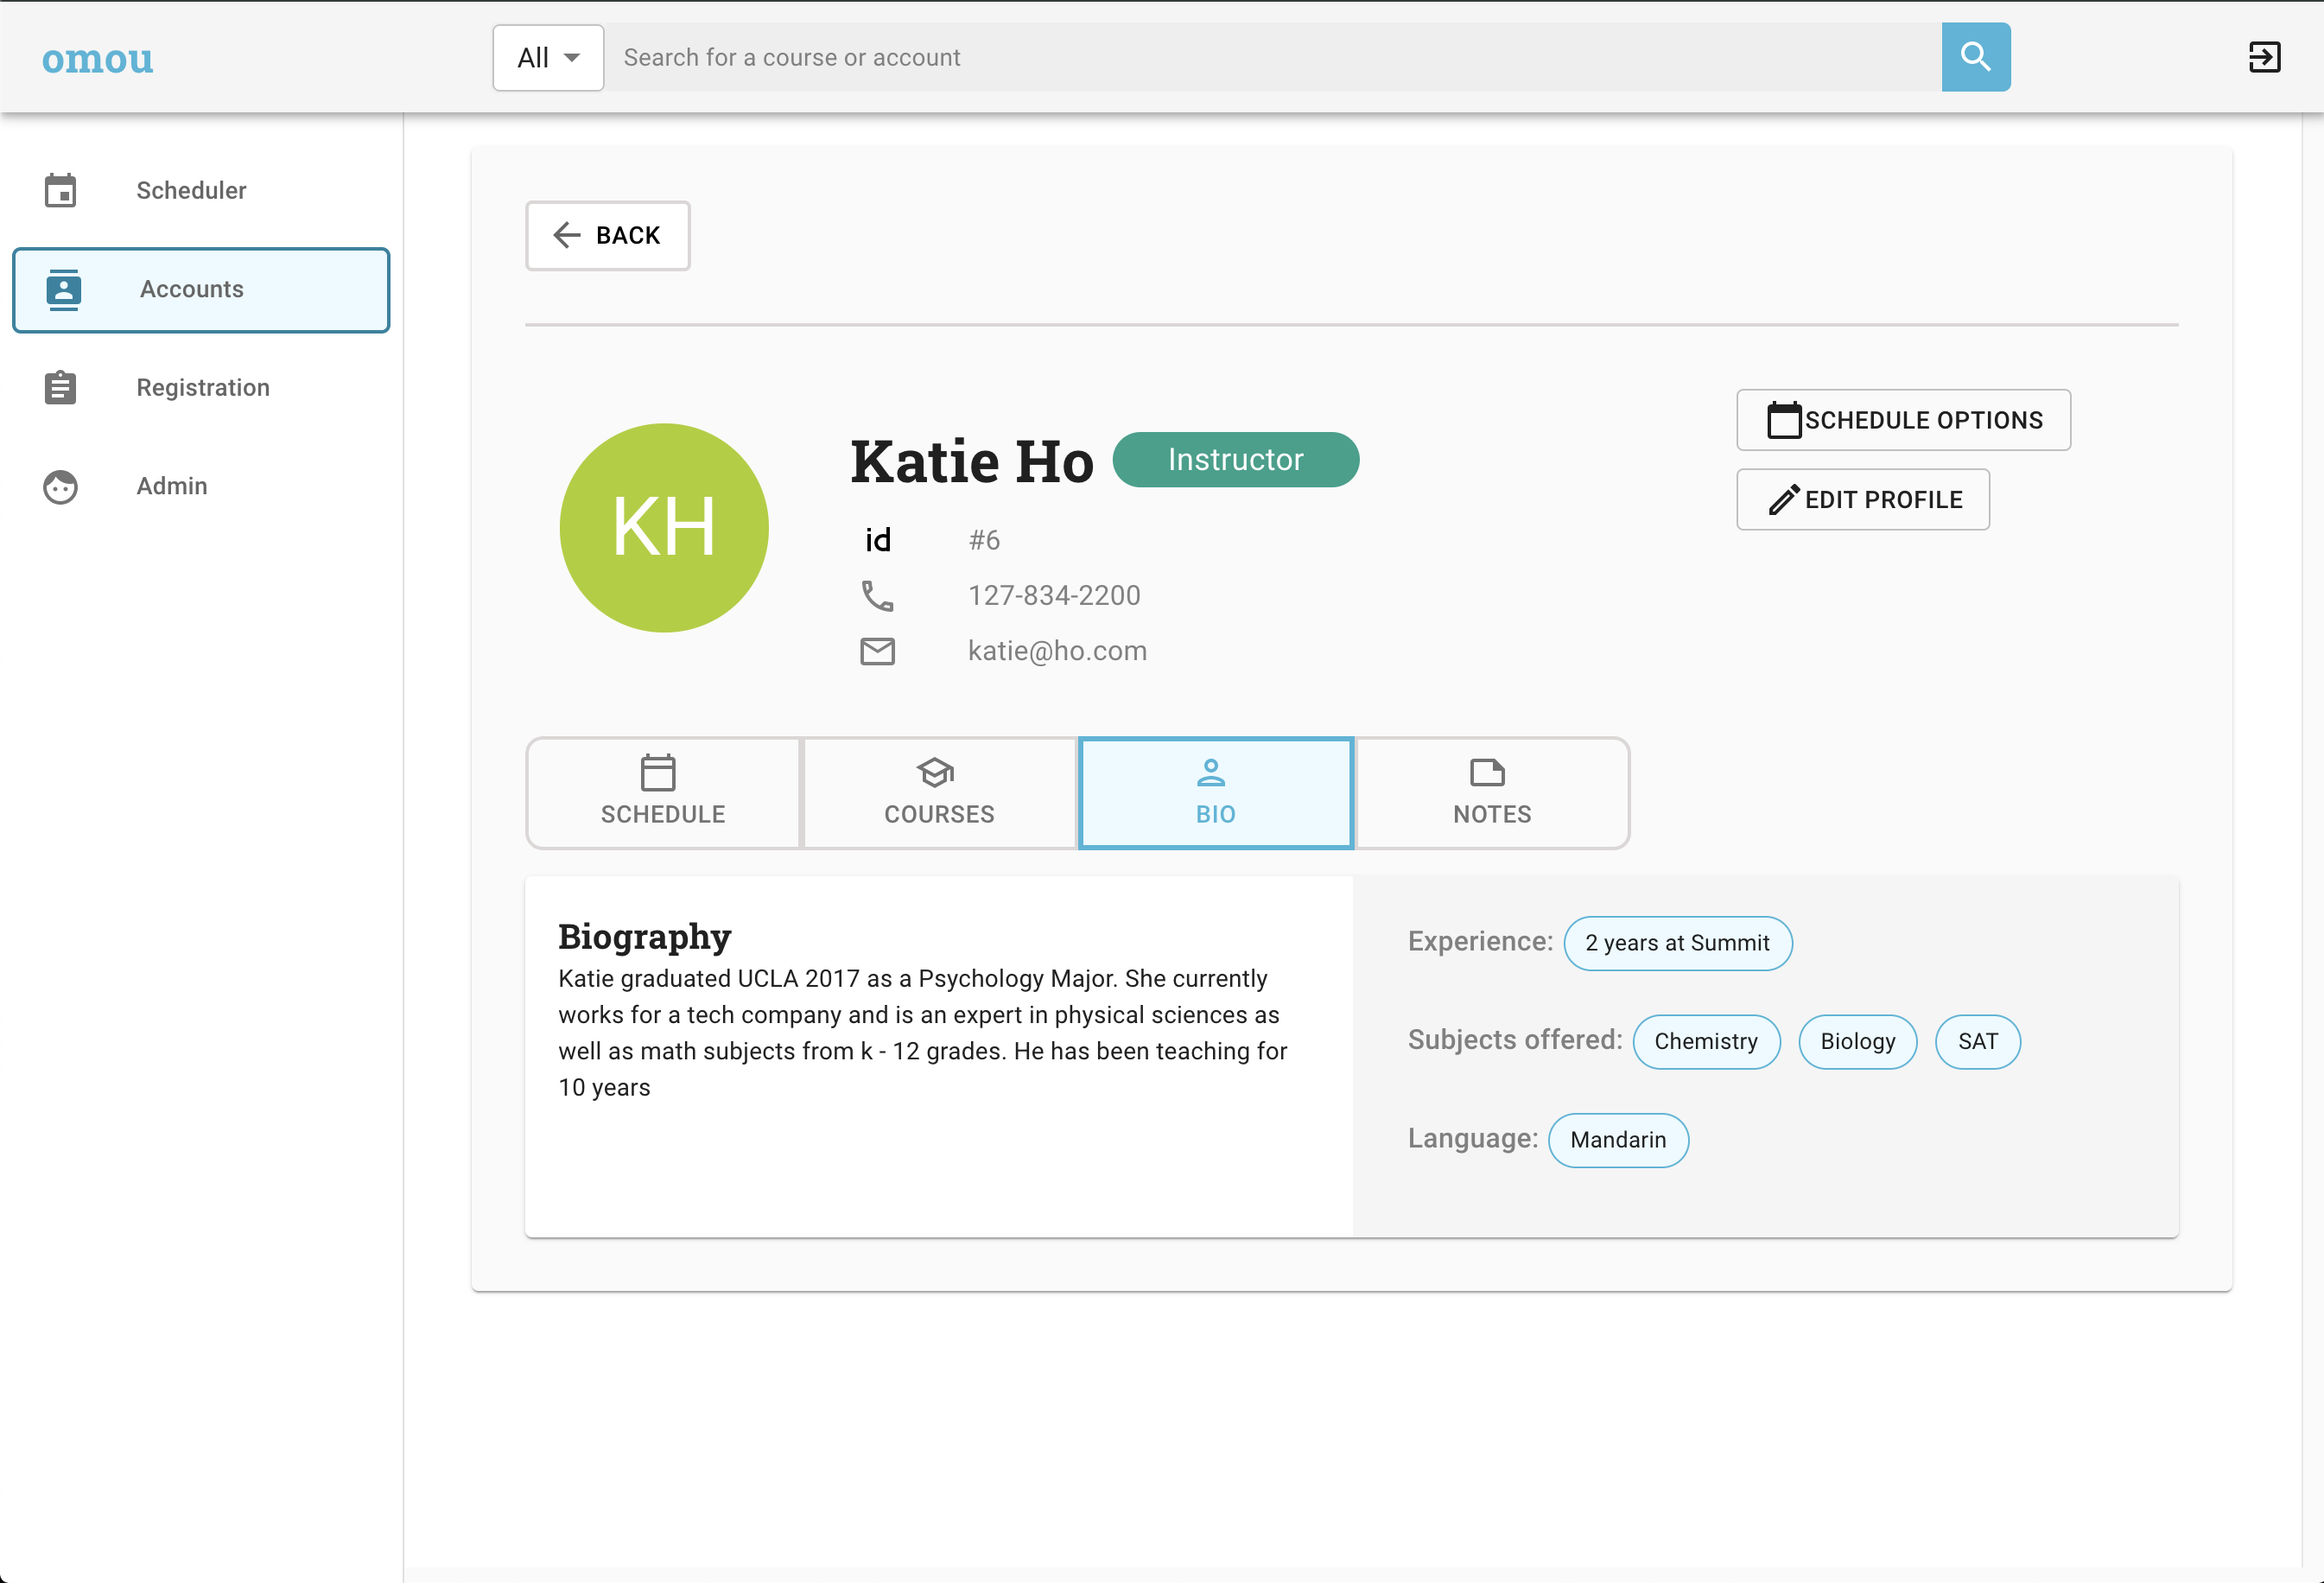 omou
All
Search for a course or account
Scheduler
Accounts
Registration
Admin
BACK
KH
Katie Ho
Instructor
id
#6
127-834-2200
katie@ho.com
SCHEDULE OPTIONS
EDIT PROFILE
SCHEDULE
COURSES
BIO
NOTES
Biography
Katie graduated UCLA 2017 as a Psychology Major. She currently
works for a tech company and is an expert in physical sciences as
well as math subjects from k - 12 grades. He has been teaching for
10 years
Experience: 2 years at Summit
Subjects offered: Chemistry Biology SAT
Language: Mandarin